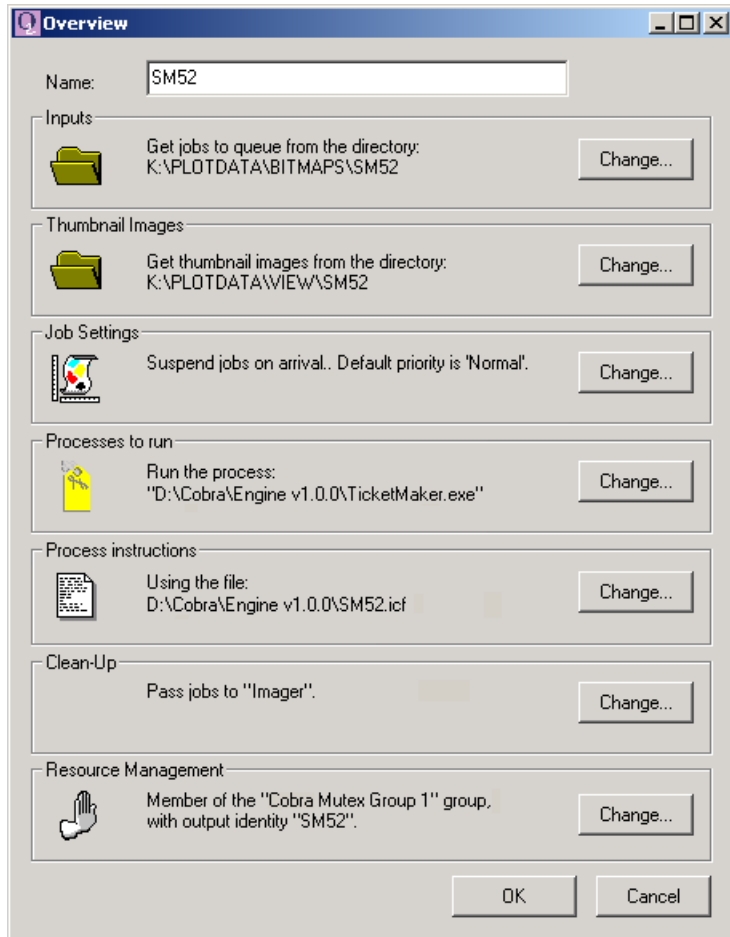 Overview
Name:
SM52
Inputs
Get jobs to queue from the directory:
K:\PLOTDATA\BITMAPS\SM52
Change...
Thumbnail Images
Get thumbnail images from the directory:
K:\PLOTDATA\VIEW\SM52
Change...
Job Settings
Suspend jobs on arrival.. Default priority is 'Normal'.
Change...
Processes to run
Run the process:
"D:\Cobra\Engine v1.0.0\TicketMaker.exe"
Change...
Process instructions
Using the file:
D:\Cobra\Engine v1.0.0\SM52.icf
Change...
Clean-Up
Pass jobs to "Imager".
Change...
Resource Management
Member of the "Cobra Mutex Group 1" group,
with output identity "SM52".
Change...
OK
Cancel